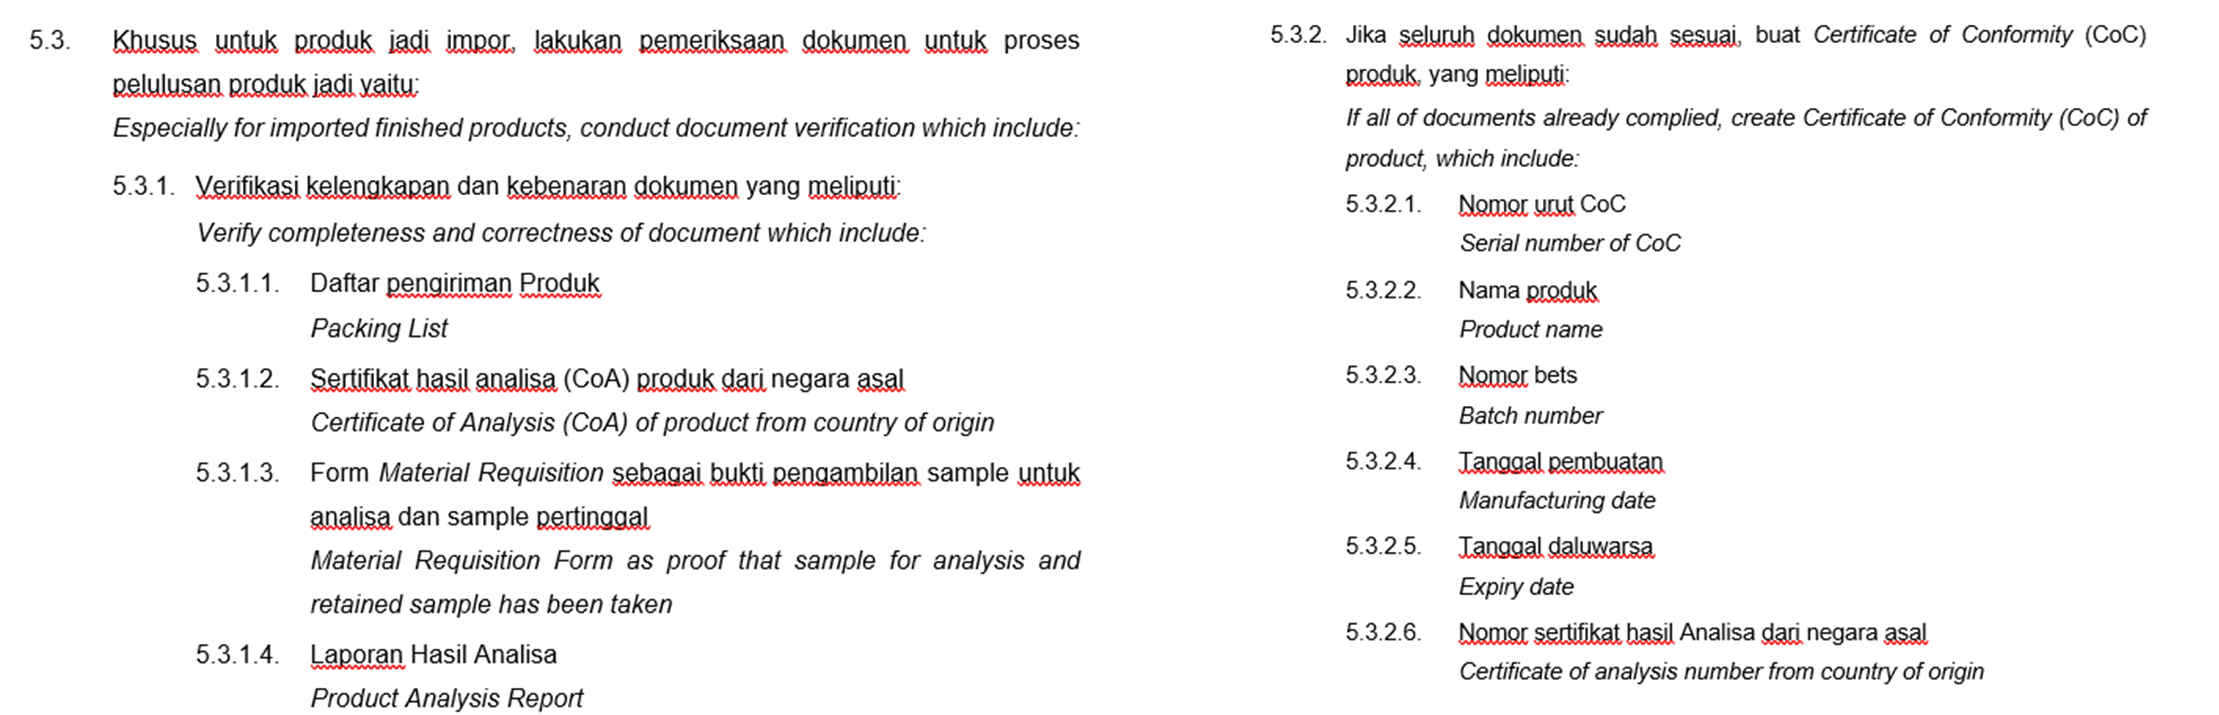 5.3. Khusus untuk produk jadi impor, lakukan pemeriksaan dokumen untuk proses
pelulusan produk jadi yaitu:
Especially for imported finished products, conduct document verification which include:
5.3.1. Verifikasi kelengkapan dan kebenaran dokumen yang meliputi:
Verify completeness and correctness of document which include:
5.3.1.1. Daftar pengiriman Produk
Packing List
5.3.1.2. Sertifikat hasil analisa (CoA) produk dari negara asal
Certificate of Analysis (CoA) of product from country of origin
5.3.1.3. Form Material Requisition sebagai bukti pengambilan sample untuk
analisa dan sample pertinggal
Material Requisition Form as proof that sample for analysis and
retained sample has been taken
5.3.1.4. Laporan Hasil Analisa
Product Analysis Report
5.3.2. Jika seluruh dokumen sudah sesuai, buat Certificate of Conformity (CoC)
produk, yang meliputi:
If all of documents already complied, create Certificate of Conformity (CoC) of
product, which include:
5.3.2.1. Nomor urut CoC
Serial number of CoC
5.3.2.2. Nama produk
Product name
5.3.2.3. Nomor bets
Batch number
5.3.2.4. Tanggal pembuatan
Manufacturing date
5.3.2.5. Tanggal daluwarsa
Expiry date
5.3.2.6. Nomor sertifikat hasil Analisa dari negara asal
Certificate of analysis number from country of origin